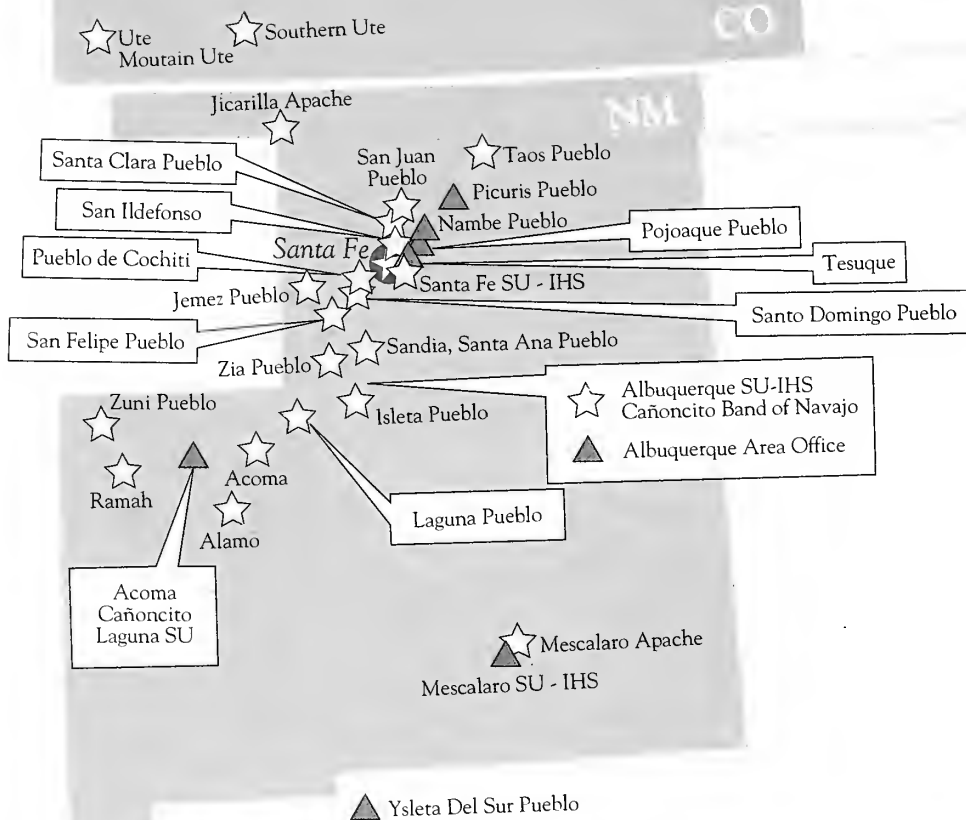 CO
Ute
Moutain Ute
Southern Ute
NM
Jicarilla Apache
Santa Clara Pueblo
San Juan
Pueblo
Taos Pueblo
Picuris Pueblo
San Ildefonso
Nambe Pueblo
Pojoaque Pueblo
Santa Fe
Pueblo de Cochiti
Tesuque
Santa Fe SU - IHS
Jemez Pueblo
Santo Domingo Pueblo
San Felipe Pueblo
Sandia, Santa Ana Pueblo
Zia Pueblo
Albuquerque SU-IHS
Cañoncito Band of Navajo
Albuquerque Area Office
Zuni Pueblo
Isleta Pueblo
Ramah
Acoma
Laguna Pueblo
Alamo
Acoma
Cañoncito
Laguna SU
Mescalaro Apache
Mescalaro SU - IHS
Ysleta Del Sur Pueblo